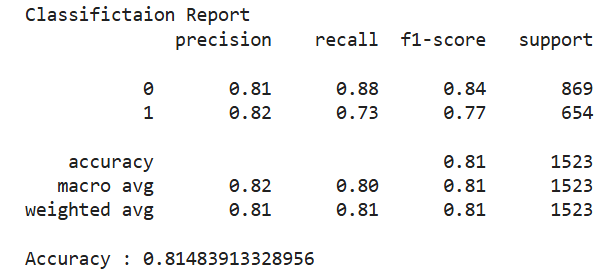 Classifictaion Report
precision recall f1-score support
0 0.81 0.88 0.84 869
1 0.82 0.73 0.77 654
accuracy 0.81 1523
macro avg 0.82 0.80 0.81 1523
weighted avg 0.81 0.81 0.81 1523
Accuracy : 0.81483913328956